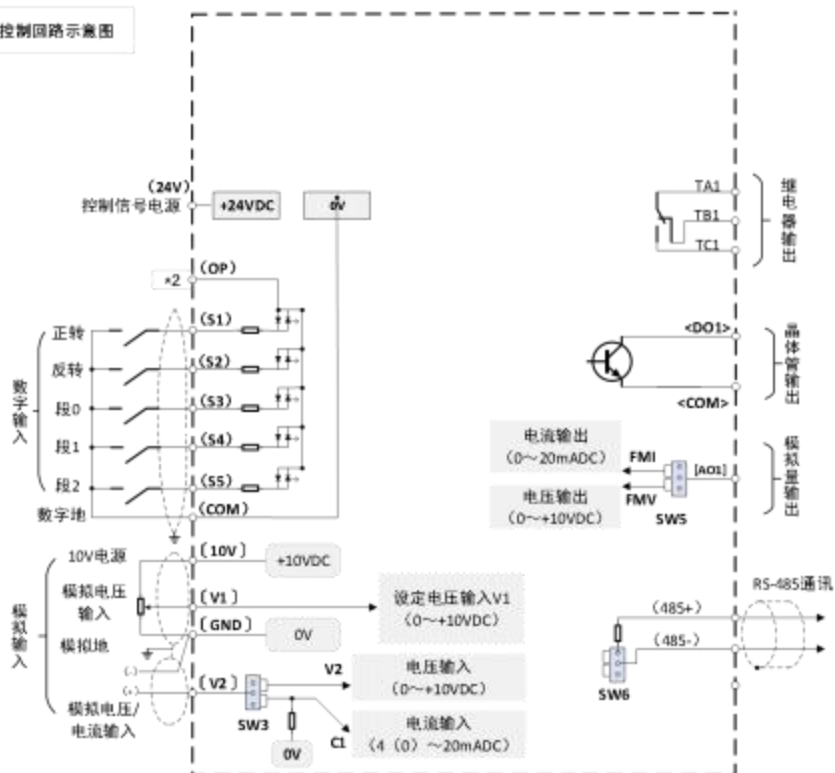 控制回路示意图
(24V)
控制信号电源
+24VDC
0V
*2
(OP)
数字输入
正转
(S1)
反转
(S2)
段0
(S3)
段1
(S4)
段2
(S5)
数字地
(COM)
模拟输入
10V电源
[10V]
+10VDC
模拟电压
输入
[V1]
设定电压输入V1
(0~+10VDC)
模拟地
[GND]
0V
(-)
(+)
模拟电压/
电流输入
[V2]
SW3
V2
电压输入
(0~+10VDC)
0V
C1
电流输入
(4 (0) ~20mADC)
TA1
TB1
TC1
继电器输出
<DO1>
<COM>
晶体管输出
电流输出
(0~20mADC)
FMI
[AO1]
电压输出
(0~+10VDC)
FMV
SW5
模拟量输出
RS-485通讯
(485+)
(485-)
SW6